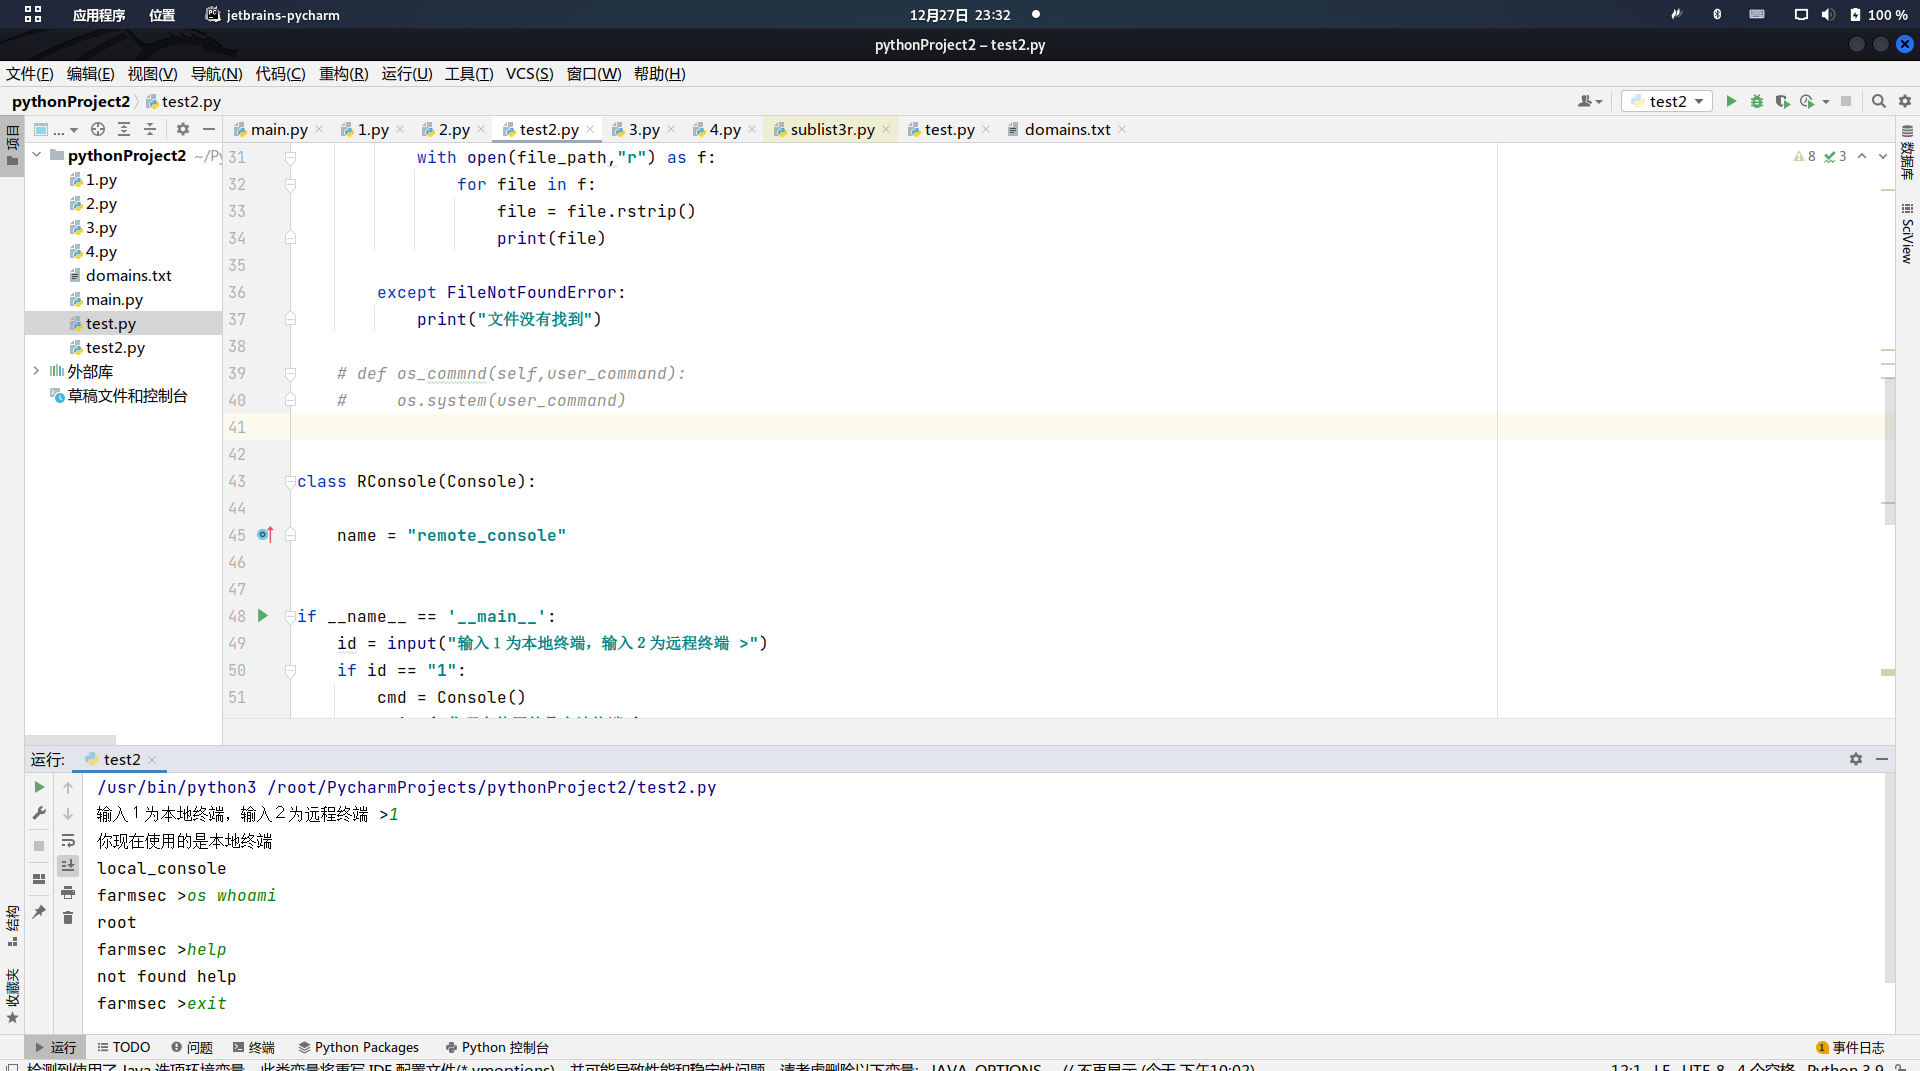 应用程序 位置 jetbrains-pycharm 12月27日 23:32 100 %
pythonProject2 – test2.py
文件(F) 编辑(E) 视图(V) 导航(N) 代码(C) 重构(R) 运行(U) 工具(T) VCS(S) 窗口(W) 帮助(H)
pythonProject2 test2.py test2
项目
... main.py 1.py 2.py test2.py 3.py 4.py sublist3r.py test.py domains.txt
数据库
SciView
pythonProject2 ~/Py
1.py
2.py
3.py
4.py
domains.txt
main.py
test.py
test2.py
外部库
草稿文件和控制台
8 3
31 with open(file_path,"r") as f:
32 for file in f:
33 file = file.rstrip()
34 print(file)
35
36 except FileNotFoundError:
37 print("文件没有找到")
38
39 # def os_commnd(self,user_command):
40 # os.system(user_command)
41
42
43 class RConsole(Console):
44
45 name = "remote_console"
46
47
48 if __name__ == '__main__':
49 id = input("输入1为本地终端，输入2为远程终端 >")
50 if id == "1":
51 cmd = Console()
运行: test2
/usr/bin/python3 /root/PycharmProjects/pythonProject2/test2.py
输入1为本地终端，输入2为远程终端 >1
你现在使用的是本地终端
local_console
farmsec >os whoami
root
farmsec >help
not found help
farmsec >exit
结构
收藏夹
运行 TODO 问题 终端 Python Packages Python 控制台 1 事件日志
检测到使用了 Java 选项环境变量。此类变量将重写 IDE 配置文件(*.vmoptions)，并可能导致性能和稳定性问题。请考虑删除以下变量: _JAVA_OPTIONS // 不再显示 (今天 下午10:02) 12:1 LF UTF-8 4 个空格 Python 3.9